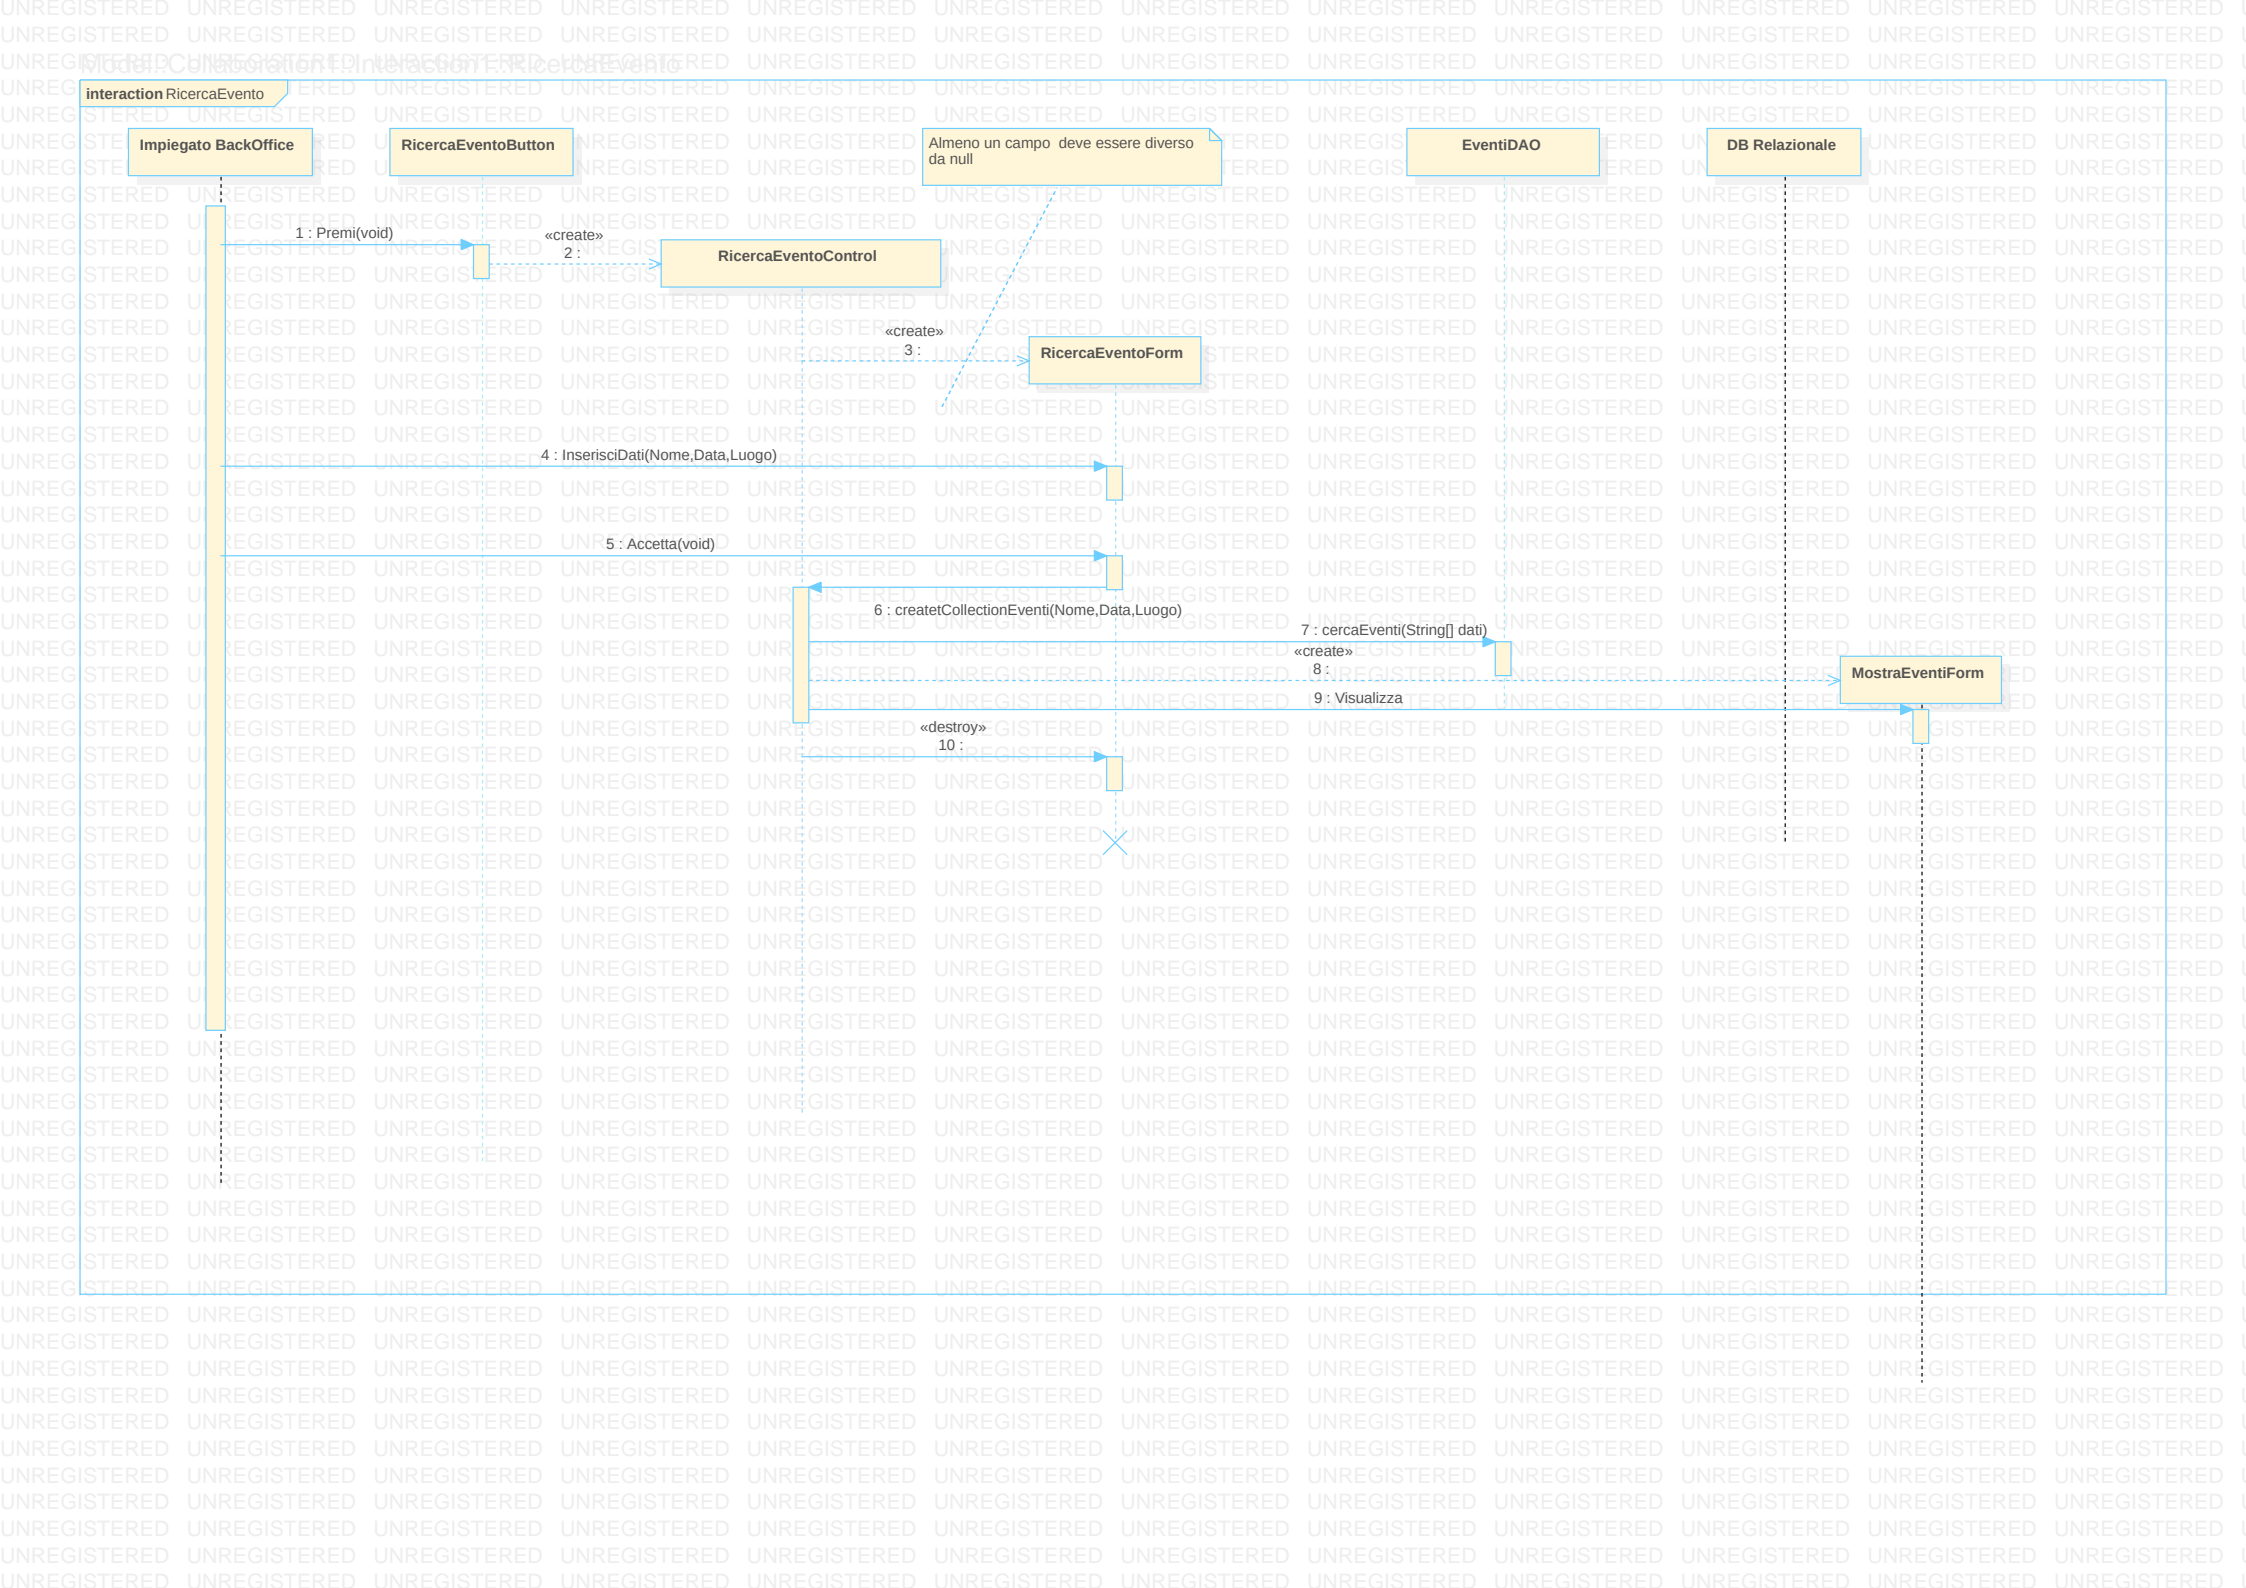 Model::Collaboration1::Interaction1::RicercaEvento
interaction RicercaEvento
Impiegato BackOffice
RicercaEventoButton
Almeno un campo  deve essere diverso
da null
EventiDAO
DB Relazionale
1 : Premi(void)
«create»
2 :
RicercaEventoControl
«create»
3 :
RicercaEventoForm
4 : InserisciDati(Nome,Data,Luogo)
5 : Accetta(void)
6 : createtCollectionEventi(Nome,Data,Luogo)
7 : cercaEventi(String[] dati)
«create»
8 :
MostraEventiForm
9 : Visualizza
«destroy»
10 :
UNREGISTERED